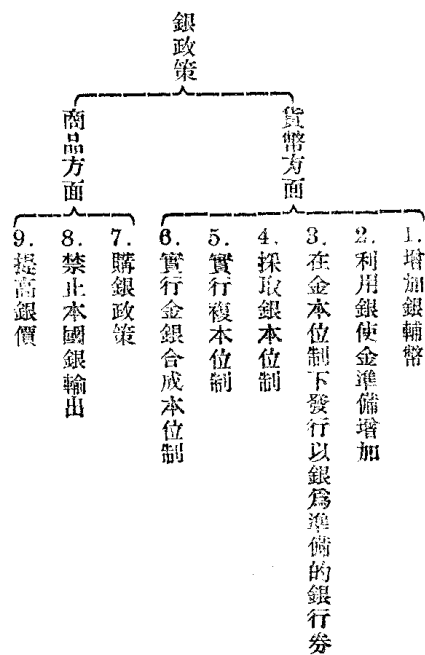 銀政策
貨幣方面
1. 增加銀輔幣
2. 利用銀使金準備增加
3. 在金本位制下發行以銀爲準備的銀行券
4. 採取銀本位制
5. 實行複本位制
6. 實行金銀合成本位制
商品方面
7. 購銀政策
8. 禁止本國銀輸出
9. 提高銀價